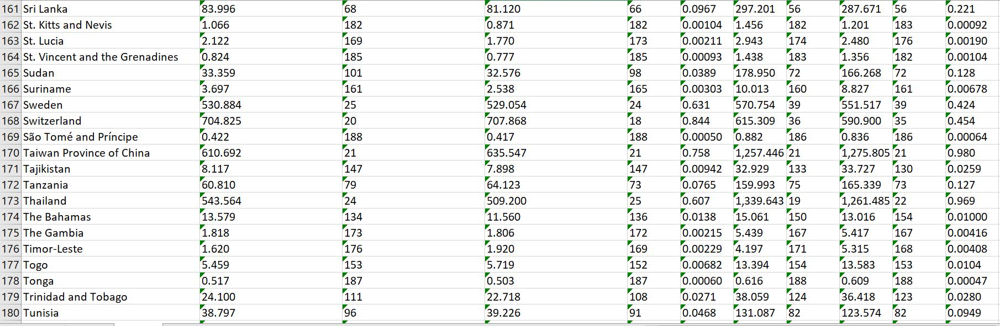 161 Sri Lanka 83.996 68 81.120 66 0.0967 297.201 56 287.671 56 0.221
162 St. Kitts and Nevis 1.066 182 0.871 182 0.00104 1.456 182 1.201 183 0.00092
163 St. Lucia 2.122 169 1.770 173 0.00211 2.943 174 2.480 176 0.00190
164 St. Vincent and the Grenadines 0.824 185 0.777 185 0.00093 1.438 183 1.356 182 0.00104
165 Sudan 33.359 101 32.576 98 0.0389 178.950 72 166.268 72 0.128
166 Suriname 3.697 161 2.538 165 0.00303 10.013 160 8.827 161 0.00678
167 Sweden 530.884 25 529.054 24 0.631 570.754 39 551.517 39 0.424
168 Switzerland 704.825 20 707.868 18 0.844 615.309 36 590.900 35 0.454
169 São Tomé and Príncipe 0.422 188 0.417 188 0.00050 0.882 186 0.836 186 0.00064
170 Taiwan Province of China 610.692 21 635.547 21 0.758 1,257.446 21 1,275.805 21 0.980
171 Tajikistan 8.117 147 7.898 147 0.00942 32.929 133 33.727 130 0.0259
172 Tanzania 60.810 79 64.123 73 0.0765 159.993 75 165.339 73 0.127
173 Thailand 543.564 24 509.200 25 0.607 1,339.643 19 1,261.485 22 0.969
174 The Bahamas 13.579 134 11.560 136 0.0138 15.061 150 13.016 154 0.01000
175 The Gambia 1.818 173 1.806 172 0.00215 5.439 167 5.417 167 0.00416
176 Timor-Leste 1.620 176 1.920 169 0.00229 4.197 171 5.315 168 0.00408
177 Togo 5.459 153 5.719 152 0.00682 13.394 154 13.583 153 0.0104
178 Tonga 0.517 187 0.503 187 0.00060 0.616 188 0.609 188 0.00047
179 Trinidad and Tobago 24.100 111 22.718 108 0.0271 38.059 124 36.418 123 0.0280
180 Tunisia 38.797 96 39.226 91 0.0468 131.087 82 123.574 82 0.0949